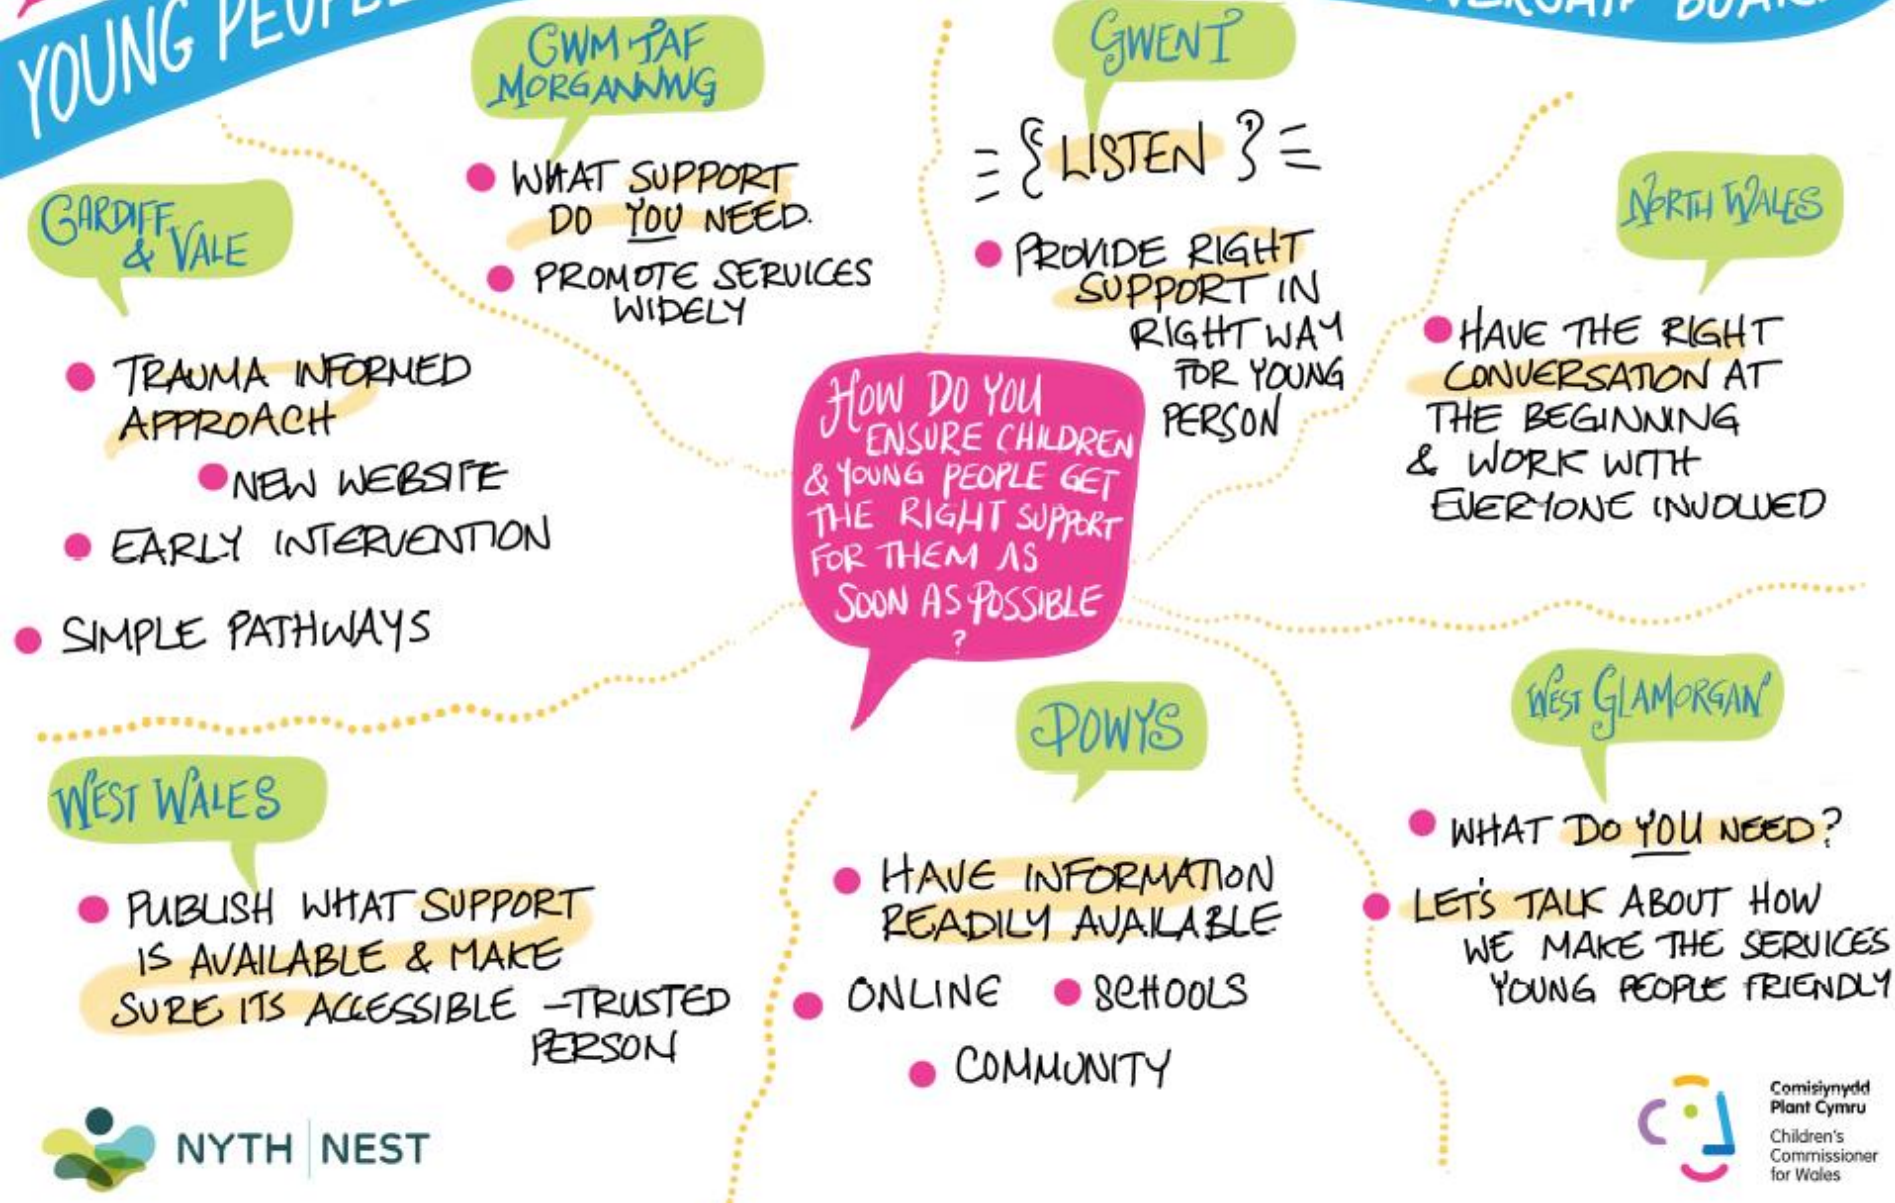 YOUNG PEOPLE
CWM TAF
MORGANNWG
WHAT SUPPORT
DO YOU NEED.
PROMOTE SERVICES
WIDELY
GWENT
LISTEN
PROVIDE RIGHT
SUPPORT IN
RIGHT WAY
FOR YOUNG
PERSON
NORTH WALES
HAVE THE RIGHT
CONVERSATION AT
THE BEGINNING
& WORK WITH
EVERYONE INVOLVED
CARDIFF
& VALE
TRAUMA INFORMED
APPROACH
NEW WEBSITE
EARLY INTERVENTION
SIMPLE PATHWAYS
HOW DO YOU
ENSURE CHILDREN
& YOUNG PEOPLE GET
THE RIGHT SUPPORT
FOR THEM AS
SOON AS POSSIBLE
?
WEST WALES
PUBLISH WHAT SUPPORT
IS AVAILABLE & MAKE
SURE ITS ACCESSIBLE - TRUSTED
PERSON
POWYS
HAVE INFORMATION
READILY AVAILABLE
ONLINE
SCHOOLS
COMMUNITY
WEST GLAMORGAN
WHAT DO YOU NEED?
LET'S TALK ABOUT HOW
WE MAKE THE SERVICES
YOUNG PEOPLE FRIENDLY
NYTH | NEST
Comisiynydd
Plant Cymru
Children's
Commissioner
for Wales